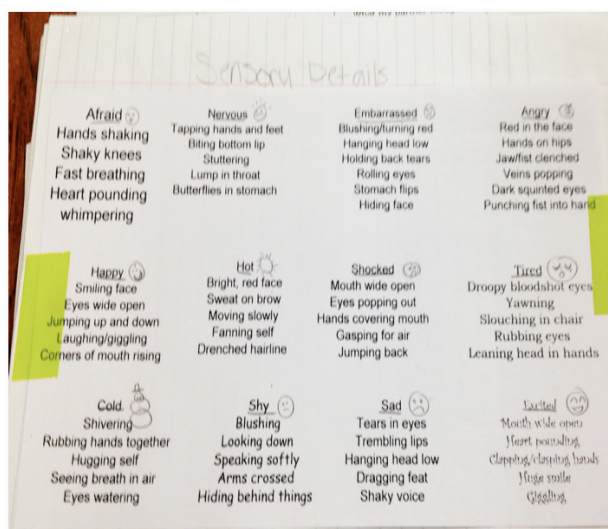 Sensory Details
Afraid
Hands shaking
Shaky knees
Fast breathing
Heart pounding
whimpering
Nervous
Tapping hands and feet
Biting bottom lip
Stuttering
Lump in throat
Butterflies in stomach
Embarrassed
Blushing/turning red
Hanging head low
Holding back tears
Rolling eyes
Stomach flips
Hiding face
Angry
Red in the face
Hands on hips
Jaw/fist clenched
Veins popping
Dark squinted eyes
Punching fist into hand
Happy
Smiling face
Eyes wide open
Jumping up and down
Laughing/giggling
Corners of mouth rising
Hot
Bright, red face
Sweat on brow
Moving slowly
Fanning self
Drenched hairline
Shocked
Mouth wide open
Eyes popping out
Hands covering mouth
Gasping for air
Jumping back
Tired
Droopy bloodshot eyes
Yawning
Slouching in chair
Rubbing eyes
Leaning head in hands
Cold
Shivering
Rubbing hands together
Hugging self
Seeing breath in air
Eyes watering
Shy
Blushing
Looking down
Speaking softly
Arms crossed
Hiding behind things
Sad
Tears in eyes
Trembling lips
Hanging head low
Dragging feat
Shaky voice
Excited
Mouth wide open
Heart pounding
Clapping/clasping hands
Huge smile
Giggling